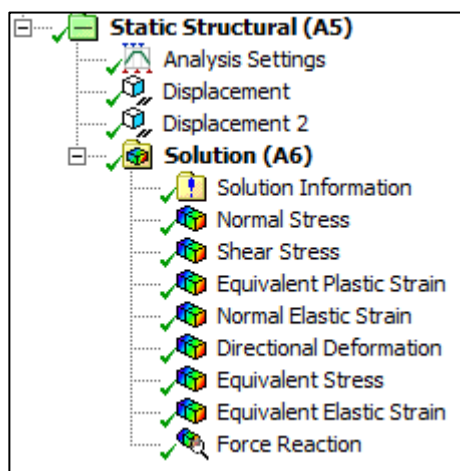 Static Structural (A5)
Analysis Settings
Displacement
Displacement 2
Solution (A6)
Solution Information
Normal Stress
Shear Stress
Equivalent Plastic Strain
Normal Elastic Strain
Directional Deformation
Equivalent Stress
Equivalent Elastic Strain
Force Reaction